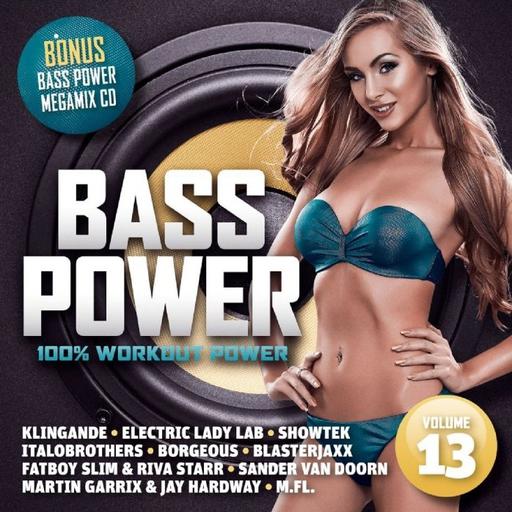 BONUS
BASS POWER
MEGAMIX CD
BASS
POWER
100% WORKOUT POWER
KLINGANDE • ELECTRIC LADY LAB • SHOWTEK
ITALOBROTHERS • BORGEOUS • BLASTERJAXX
FATBOY SLIM & RIVA STARR • SANDER VAN DOORN
MARTIN GARRIX & JAY HARDWAY • M.FL.
VOLUME
13